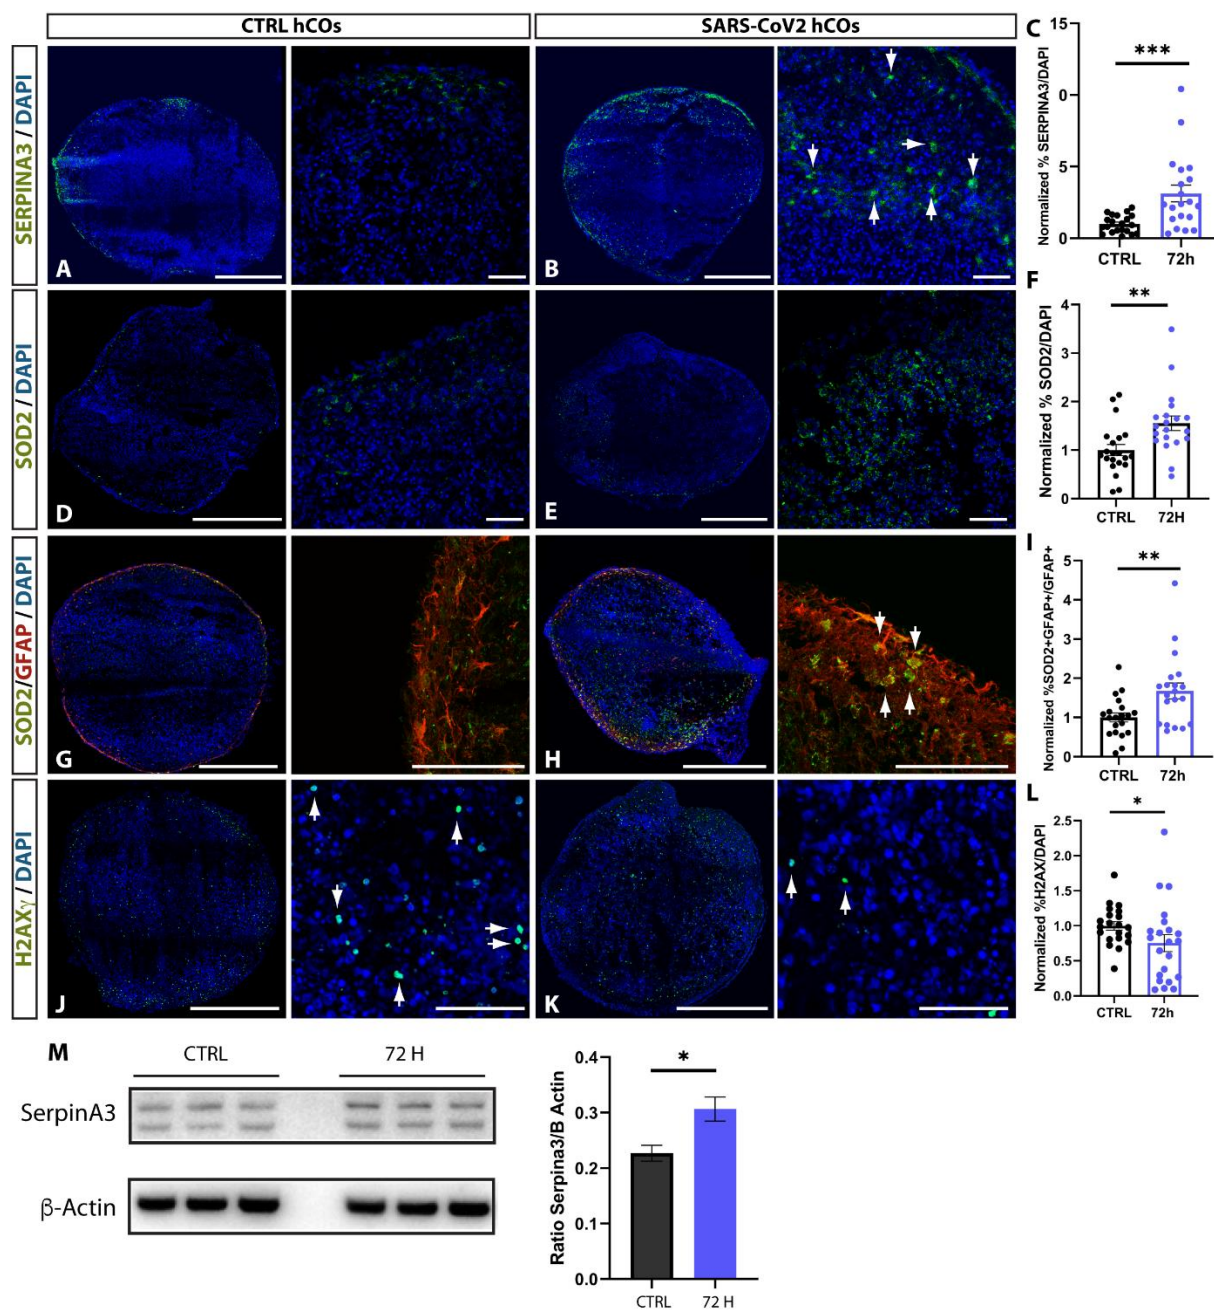 CTRL hCOs
SARS-CoV2 hCOs
SERPINA3 / DAPI
A
B
C
Normalized % SERPINA3/DAPI
15
0
5
0
***
CTRL
72h
SOD2 / DAPI
D
E
F
Normalized % SOD2/DAPI
4
3
2
1
0
**
CTRL
72H
SOD2/GFAP / DAPI
G
H
I
Normalized %SOD2+GFAP+/GFAP+
5
4
3
2
1
0
**
CTRL
72h
H2AXγ / DAPI
J
K
L
Normalized %H2AX/DAPI
2.5
2.0
1.5
1.0
0.5
0.0
*
CTRL
72h
M
CTRL
72 H
SerpinA3
β-Actin
Ratio Serpina3/B Actin
0.4
0.3
0.2
0.1
0.0
*
CTRL
72 H